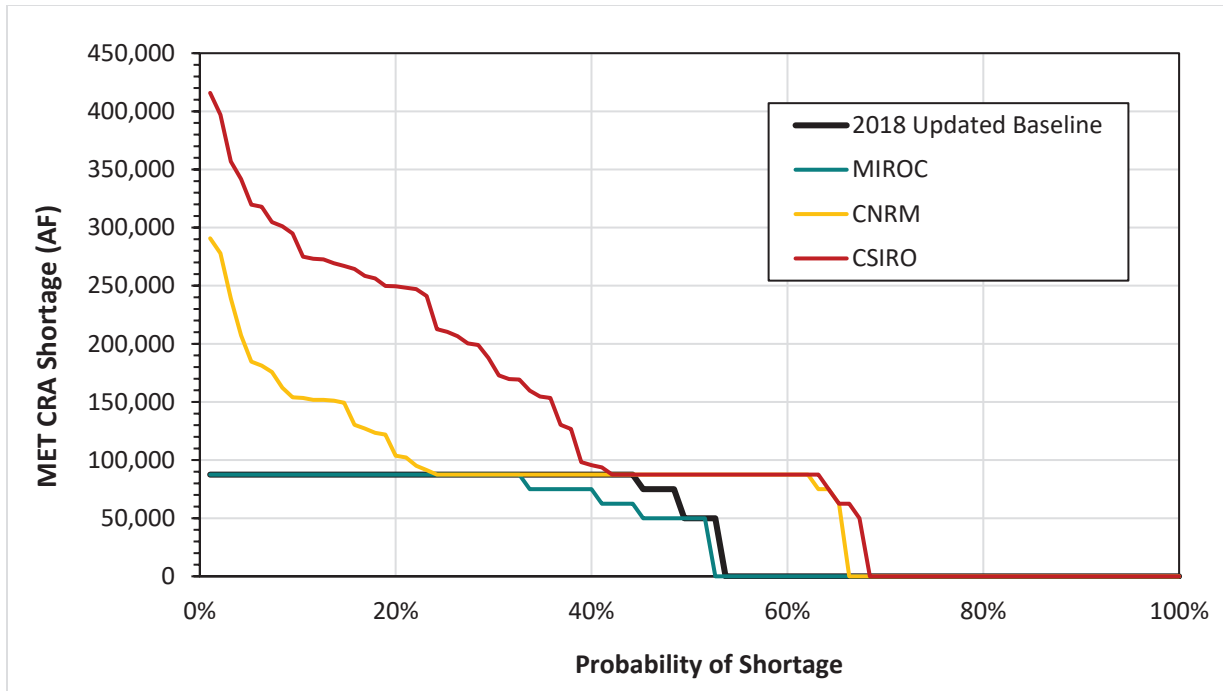 450,000
400,000
350,000
300,000
250,000
200,000
150,000
100,000
50,000
0
MET CRA Shortage (AF)
2018 Updated Baseline
MIROC
CNRM
CSIRO
0%
20%
40%
60%
80%
100%
Probability of Shortage